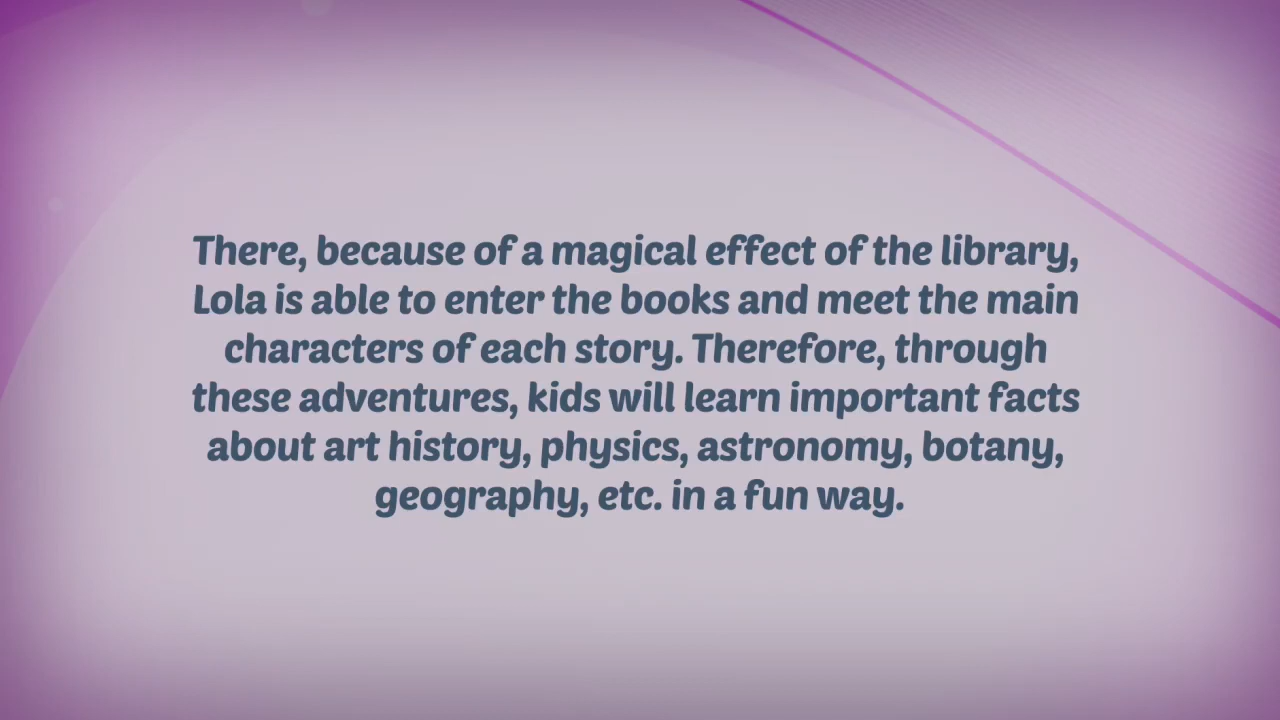 There, because of a magical effect of the library,
Lola is able to enter the books and meet the main
characters of each story. Therefore, through
these adventures, kids will learn important facts
about art history, physics, astronomy, botany,
geography, etc. in a fun way.